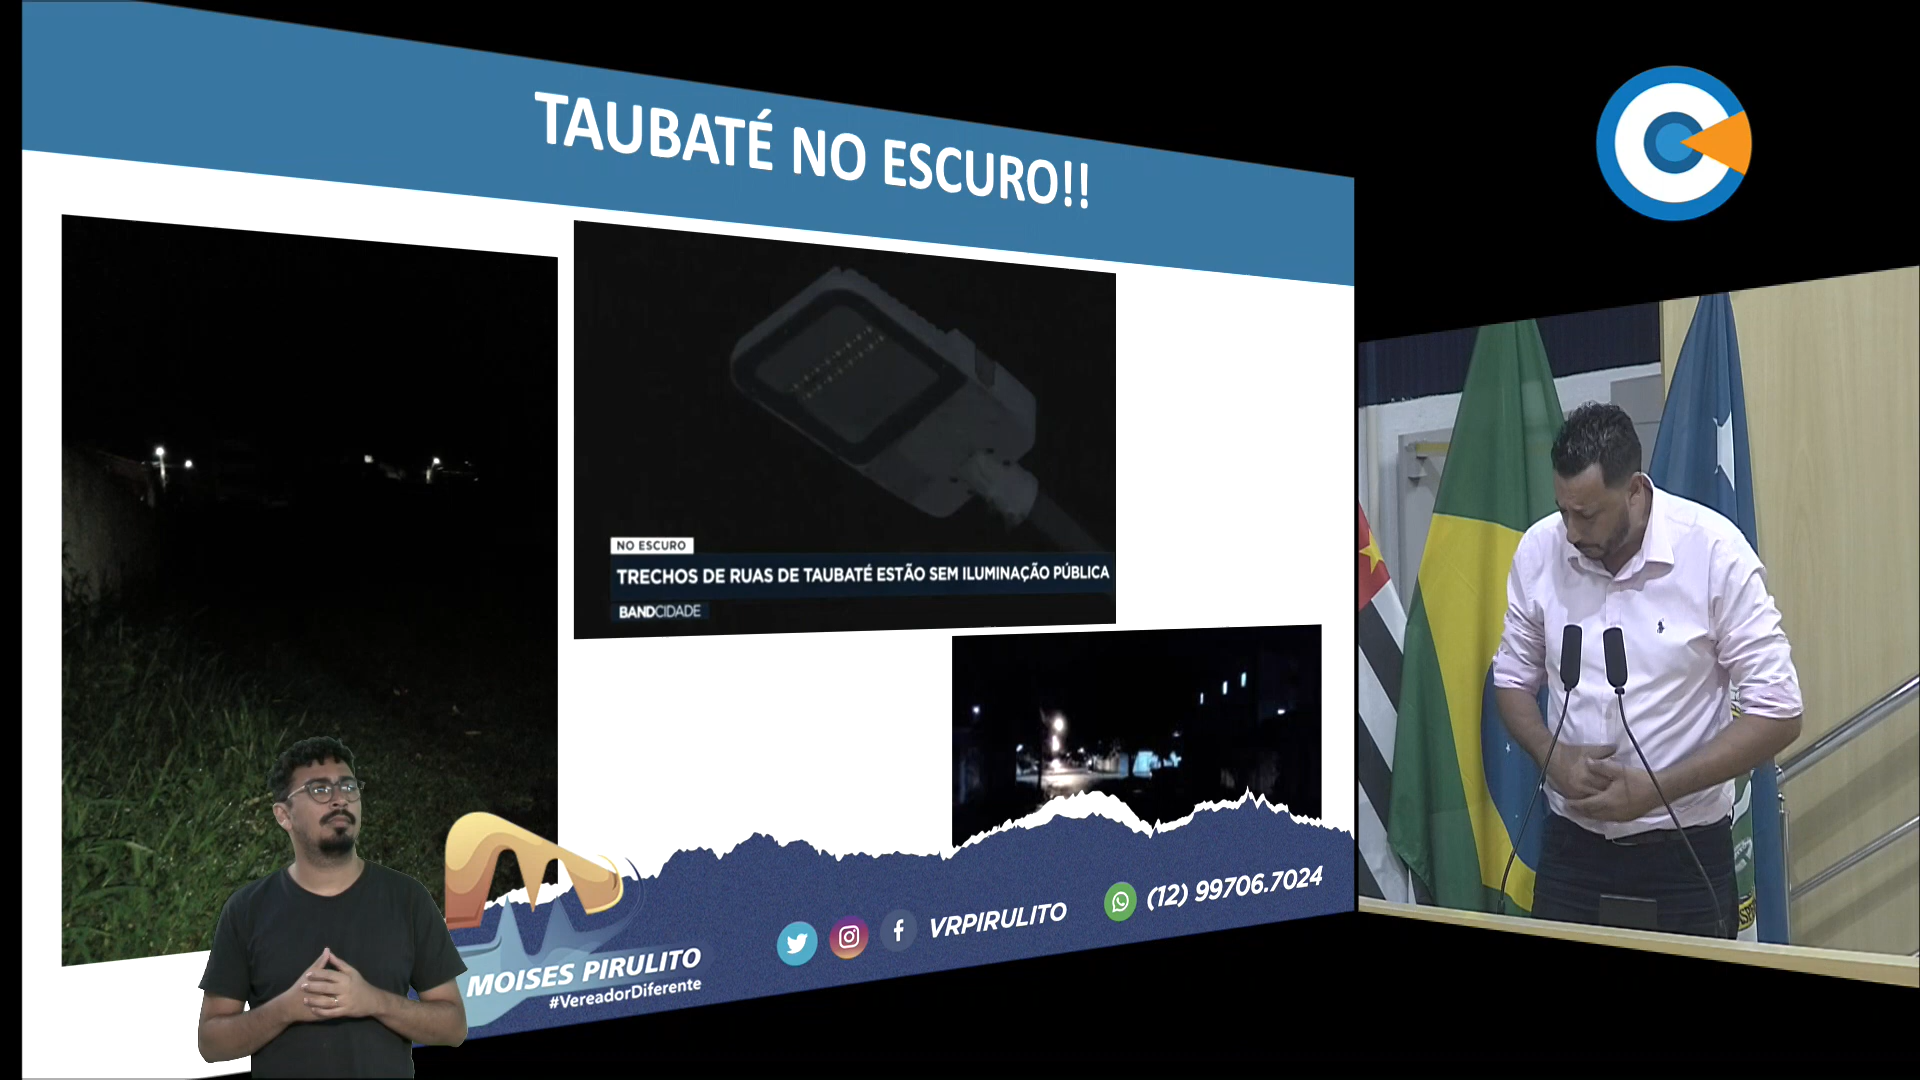 TAUBATÉ NO ESCURO!!
NO ESCURO
TRECHOS DE RUAS DE TAUBATÉ ESTÃO SEM ILUMINAÇÃO PÚBLICA
BANDCIDADE
VRPIRULITO
(12) 99706.7024
MOISES PIRULITO
#VereadorDiferente